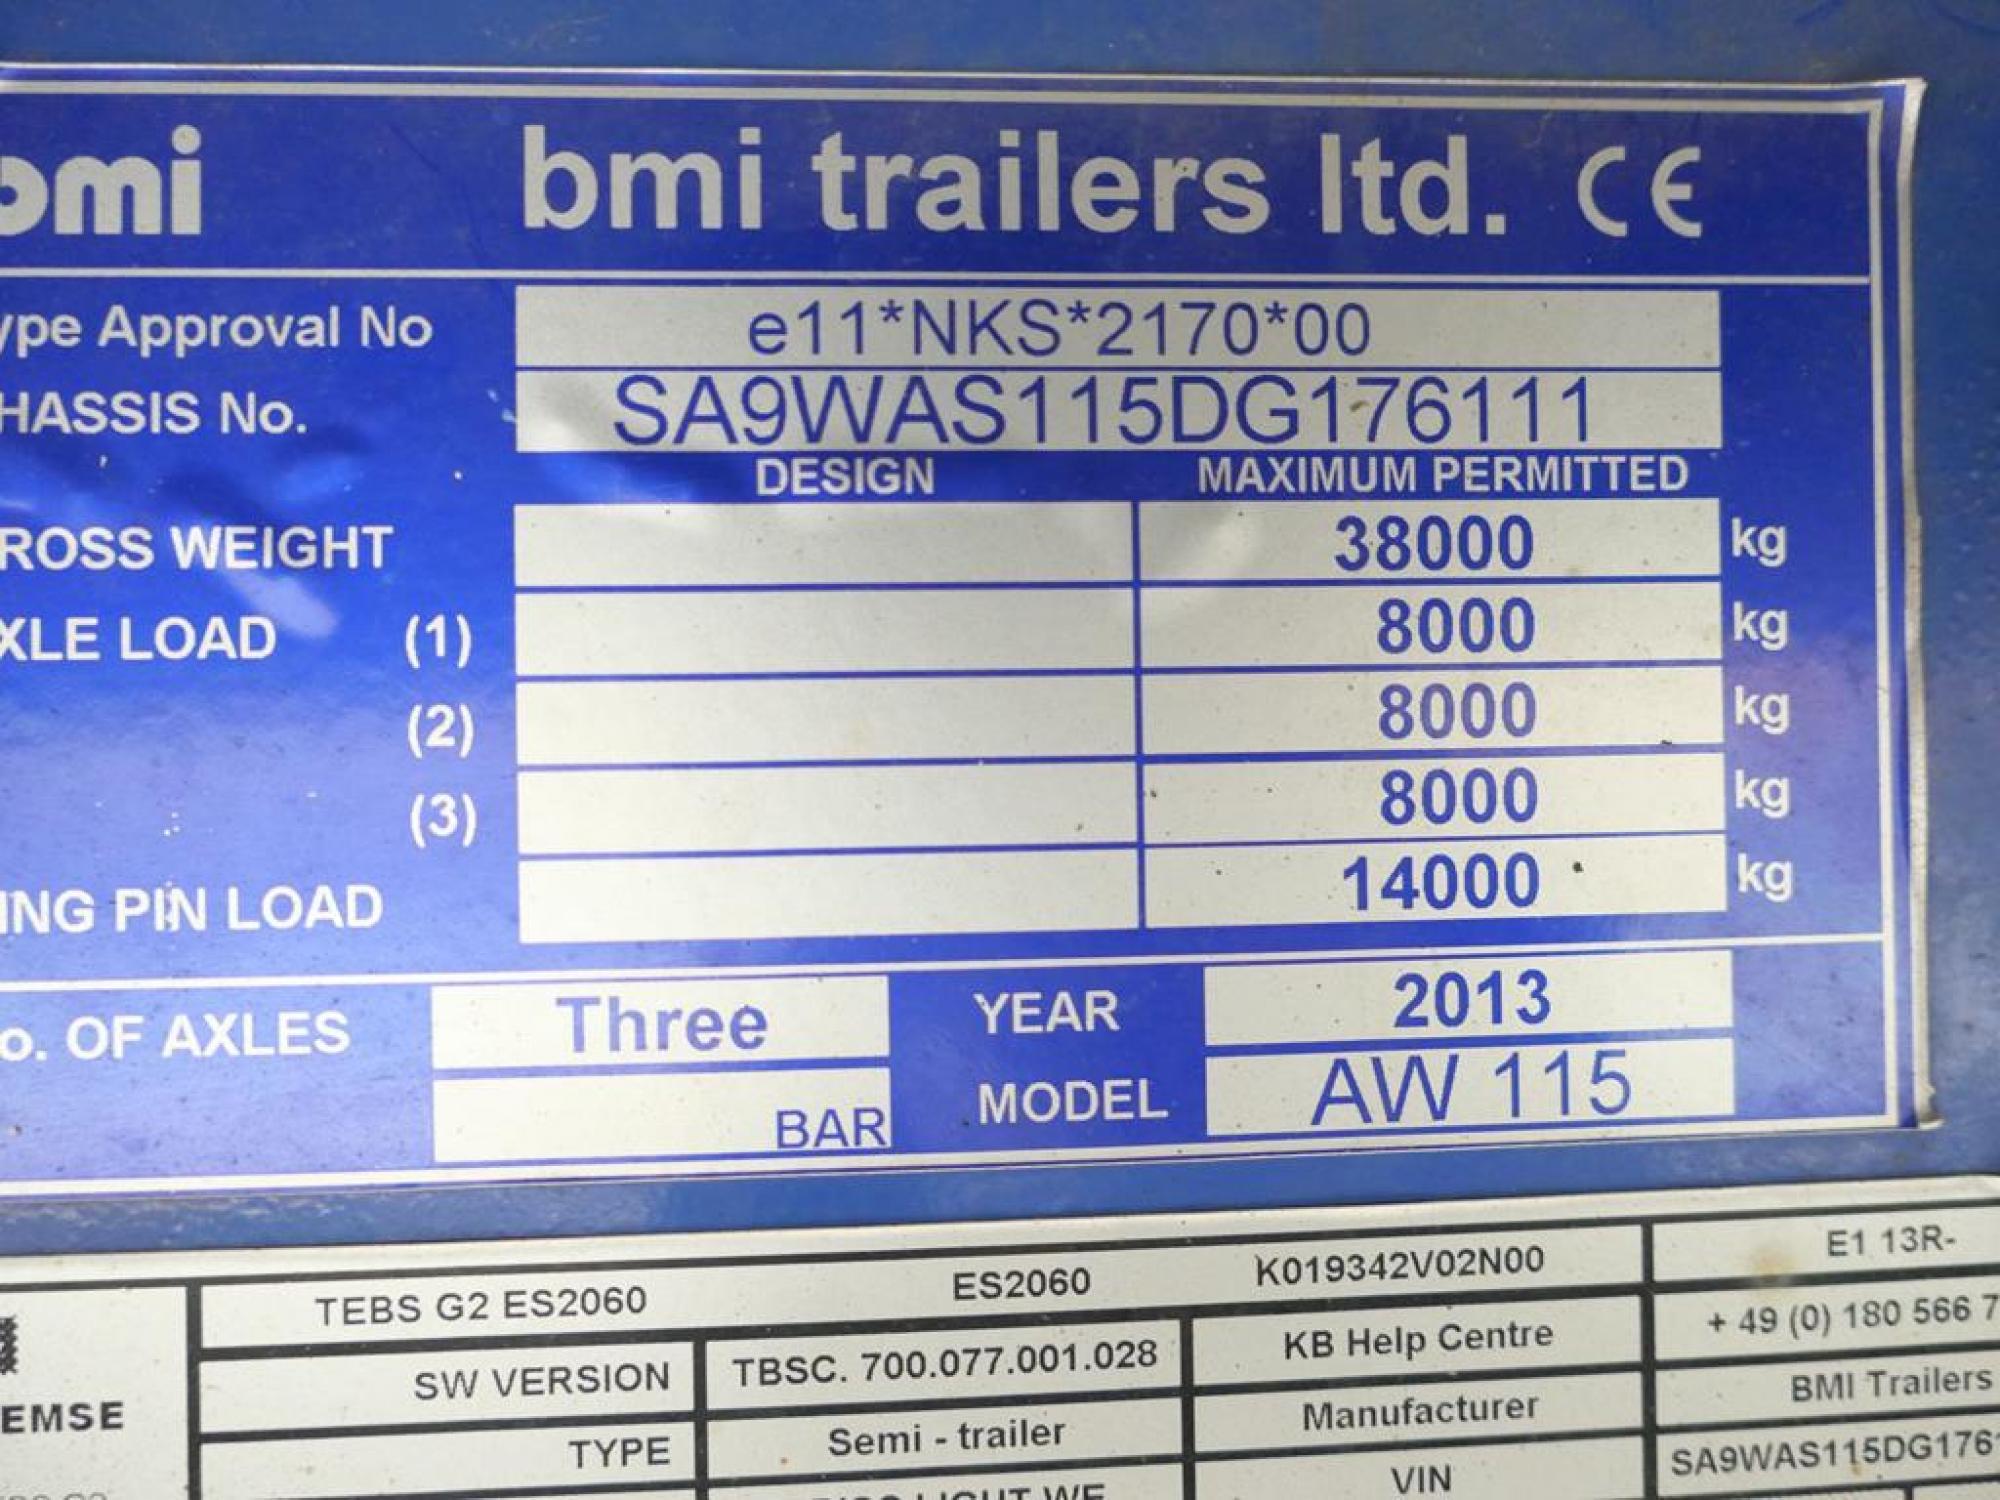 bmi bmi trailers ltd. CE
ype Approval No e11*NKS*2170*00
HASSIS No. SA9WAS115DG176111
DESIGN MAXIMUM PERMITTED
ROSS WEIGHT 38000 kg
XLE LOAD (1) 8000 kg
(2) 8000 kg
(3) 8000 kg
ING PIN LOAD 14000 kg
o. OF AXLES Three YEAR 2013
BAR MODEL AW 115
TEBS G2 ES2060 ES2060 K019342V02N00 E1 13R-
SW VERSION TBSC. 700.077.001.028 KB Help Centre + 49 (0) 180 566 7
EMSE TYPE Semi - trailer Manufacturer BMI Trailers
VIN SA9WAS115DG176